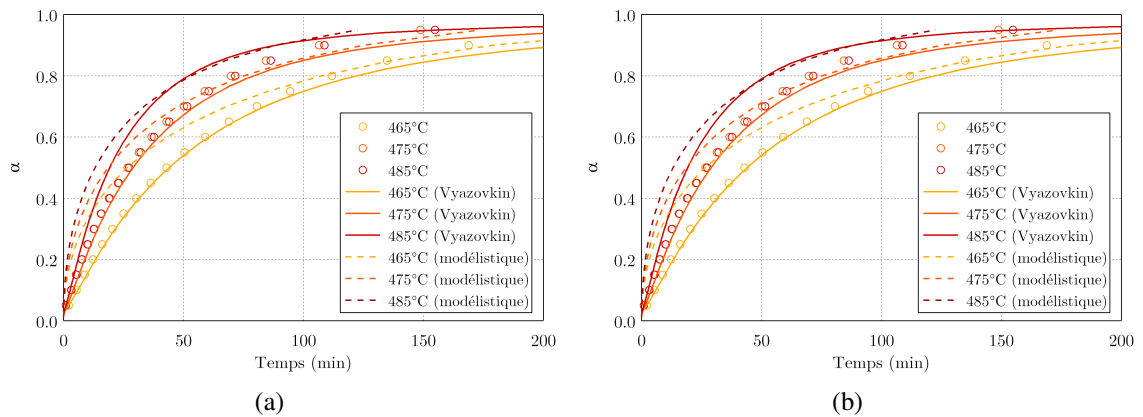 1.0
0.8
0.6
α
0.4
0.2
0.0
465°C
475°C
485°C
465°C (Vyazovkin)
475°C (Vyazovkin)
485°C (Vyazovkin)
465°C (modélistique)
475°C (modélistique)
485°C (modélistique)
0 50 100 150 200
Temps (min)
(a)
1.0
0.8
0.6
α
0.4
0.2
0.0
465°C
475°C
485°C
465°C (Vyazovkin)
475°C (Vyazovkin)
485°C (Vyazovkin)
465°C (modélistique)
475°C (modélistique)
485°C (modélistique)
0 50 100 150 200
Temps (min)
(b)